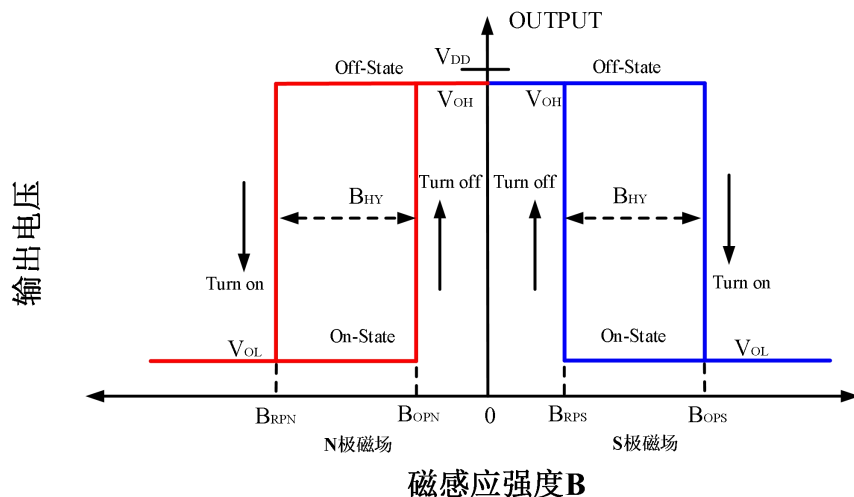 OUTPUT
VDD
Off-State
Off-State
VOH
VOH
Turn off
Turn off
BHY
BHY
Turn on
Turn on
输出电压
On-State
On-State
VOL
VOL
BRPN
BOPN
0
BRPS
BOPS
N极磁场
S极磁场
磁感应强度B